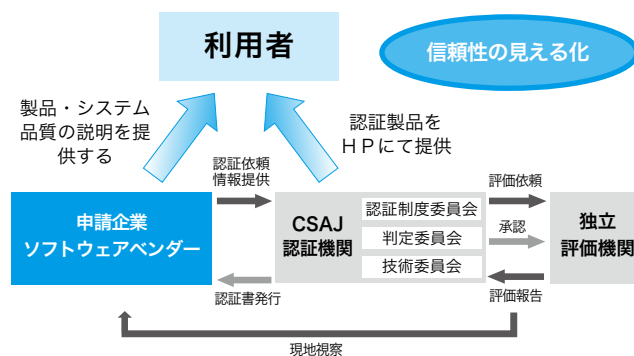 利用者
信頼性の見える化
製品・システム
品質の説明を提
供する
認証製品を
ＨＰにて提供
認証依頼
情報提供
評価依頼
申請企業
ソフトウェアベンダー
CSAJ
認証機関
認証制度委員会
判定委員会
技術委員会
承認
独立
評価機関
認証書発行
評価報告
現地視察